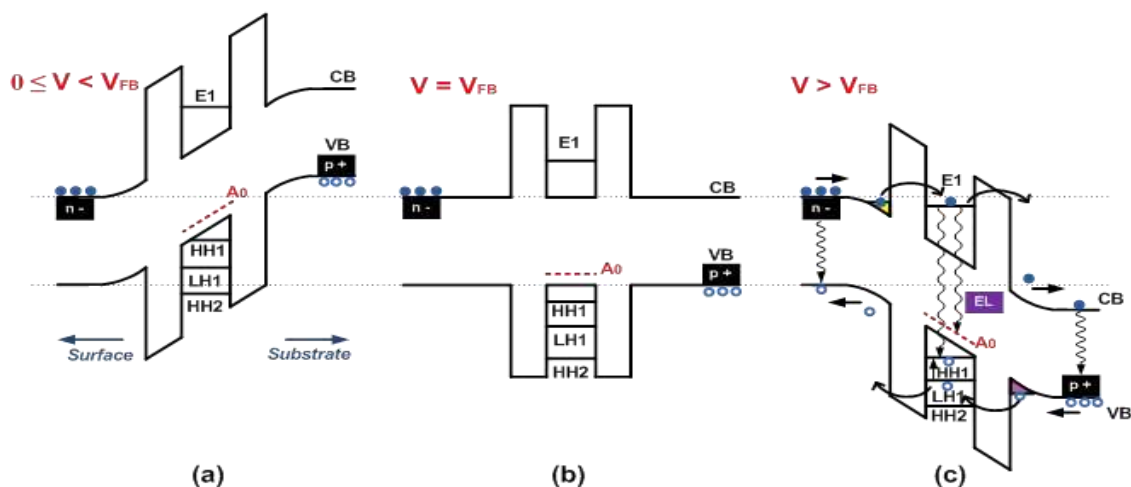 0 ≤ V < VFB
E1
CB
VB
p +
n -
A0
HH1
LH1
HH2
Surface
Substrate
(a)
V = VFB
E1
CB
n -
VB
p +
A0
HH1
LH1
HH2
(b)
V > VFB
E1
n -
EL
CB
A0
HH1
LH1
HH2
p +
VB
(c)